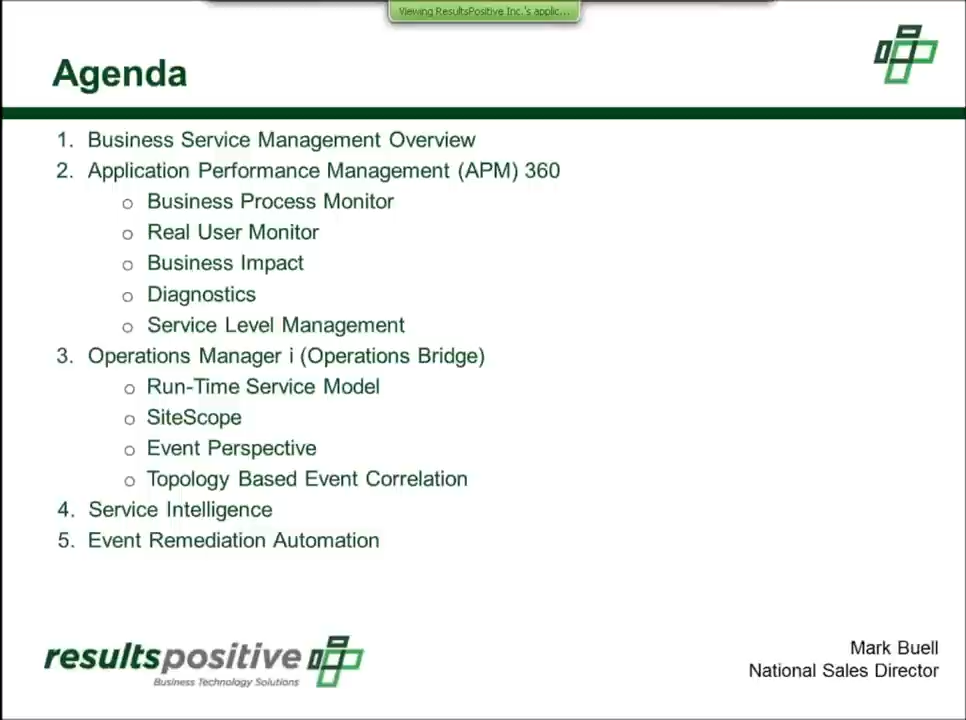 Viewing ResultsPositive Inc.'s applic...
Agenda
1. Business Service Management Overview
2. Application Performance Management (APM) 360
o Business Process Monitor
o Real User Monitor
o Business Impact
o Diagnostics
o Service Level Management
3. Operations Manager i (Operations Bridge)
o Run-Time Service Model
o SiteScope
o Event Perspective
o Topology Based Event Correlation
4. Service Intelligence
5. Event Remediation Automation
resultspositive
Business Technology Solutions
Mark Buell
National Sales Director